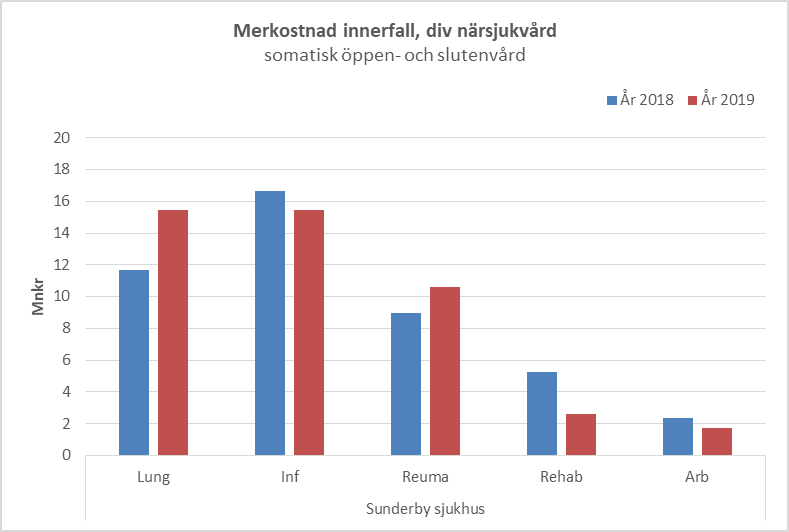 Merkostnad innerfall, div närsjukvård
somatisk öppen- och slutenvård
År 2018 År 2019
Mnkr
20
18
16
14
12
10
8
6
4
2
0
Lung Inf Reuma Rehab Arb
Sunderby sjukhus